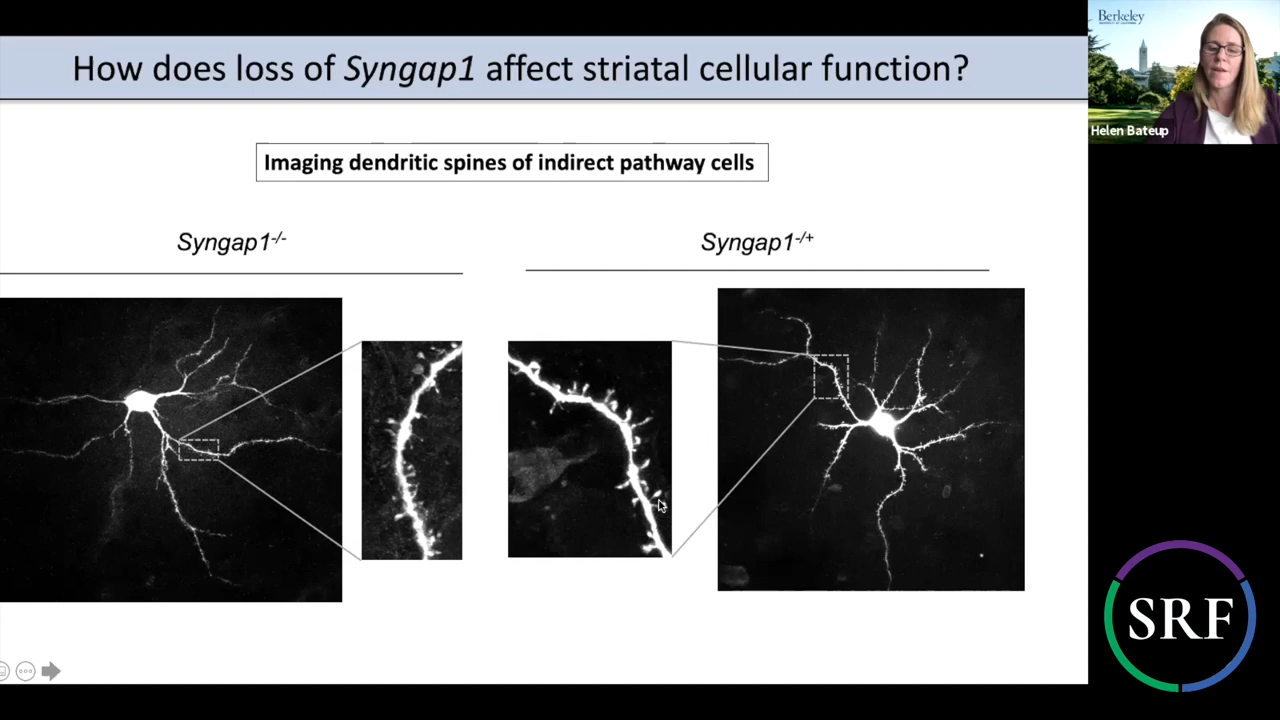 How does loss of Syngap1 affect striatal cellular function?
Imaging dendritic spines of indirect pathway cells
Syngap1-/-
Syngap1-/+
Berkeley
Helen Bateup
SRF